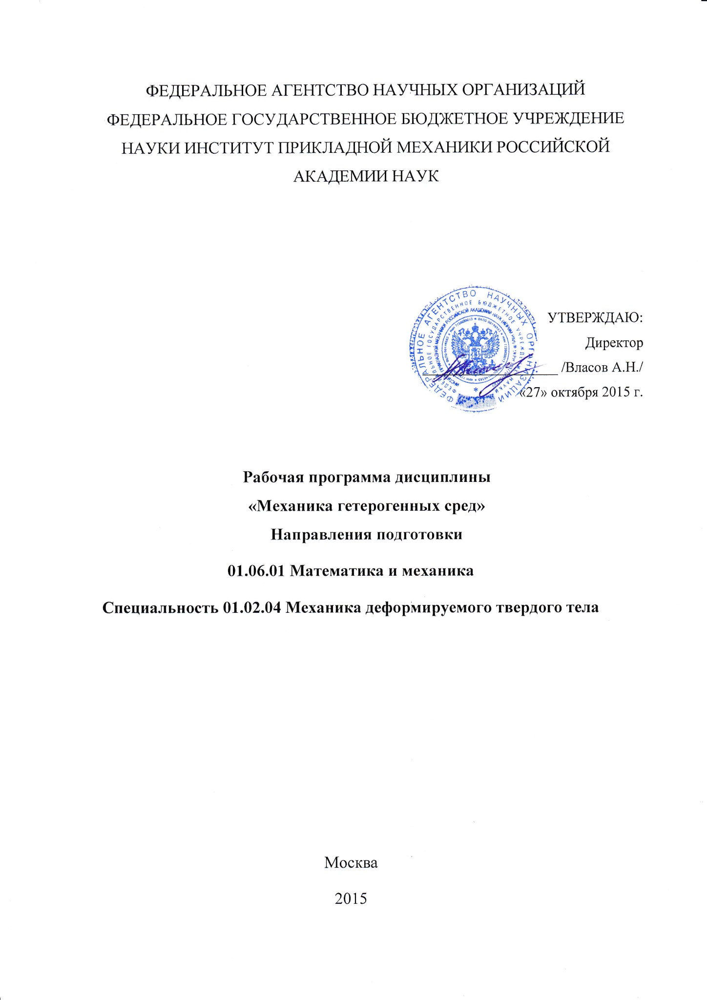 ФЕДЕРАЛЬНОЕ АГЕНТСТВО НАУЧНЫХ ОРГАНИЗАЦИЙ
ФЕДЕРАЛЬНОЕ ГОСУДАРСТВЕННОЕ БЮДЖЕТНОЕ УЧРЕЖДЕНИЕ
НАУКИ ИНСТИТУТ ПРИКЛАДНОЙ МЕХАНИКИ РОССИЙСКОЙ
АКАДЕМИИ НАУК
ФЕДЕРАЛЬНОЕ АГЕНТСТВО НАУЧНЫХ ОРГАНИЗАЦИЙ
ФЕДЕРАЛЬНОЕ ГОСУДАРСТВЕННОЕ БЮДЖЕТНОЕ УЧРЕЖДЕНИЕ НАУКИ
ИНСТИТУТ ПРИКЛАДНОЙ МЕХАНИКИ РОССИЙСКОЙ АКАДЕМИИ НАУК
УТВЕРЖДАЮ:
Директор
/Власов А.Н./
«27» октября 2015 г.
Рабочая программа дисциплины
«Механика гетерогенных сред»
Направления подготовки
01.06.01 Математика и механика
Специальность 01.02.04 Механика деформируемого твердого тела
Москва
2015